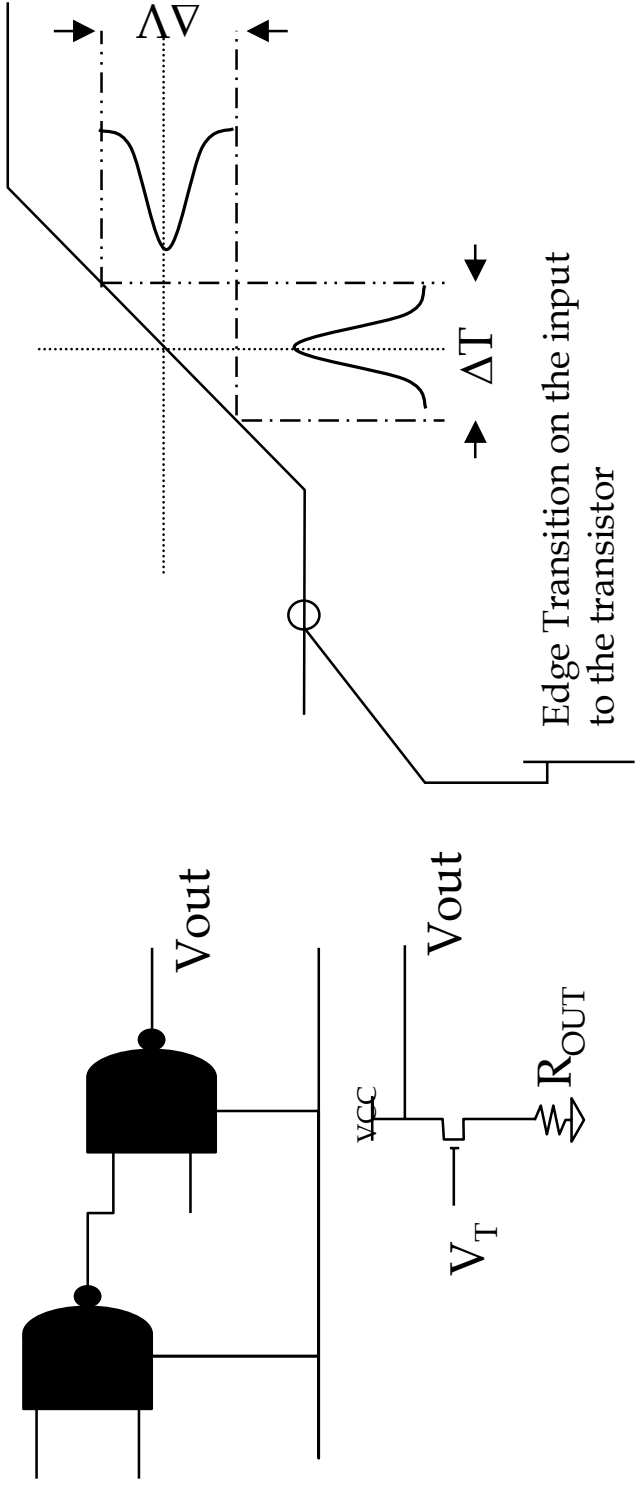 ΔV
Vout
VCC
Vout
V_T
ΔT
R_OUT
Edge Transition on the input
to the transistor